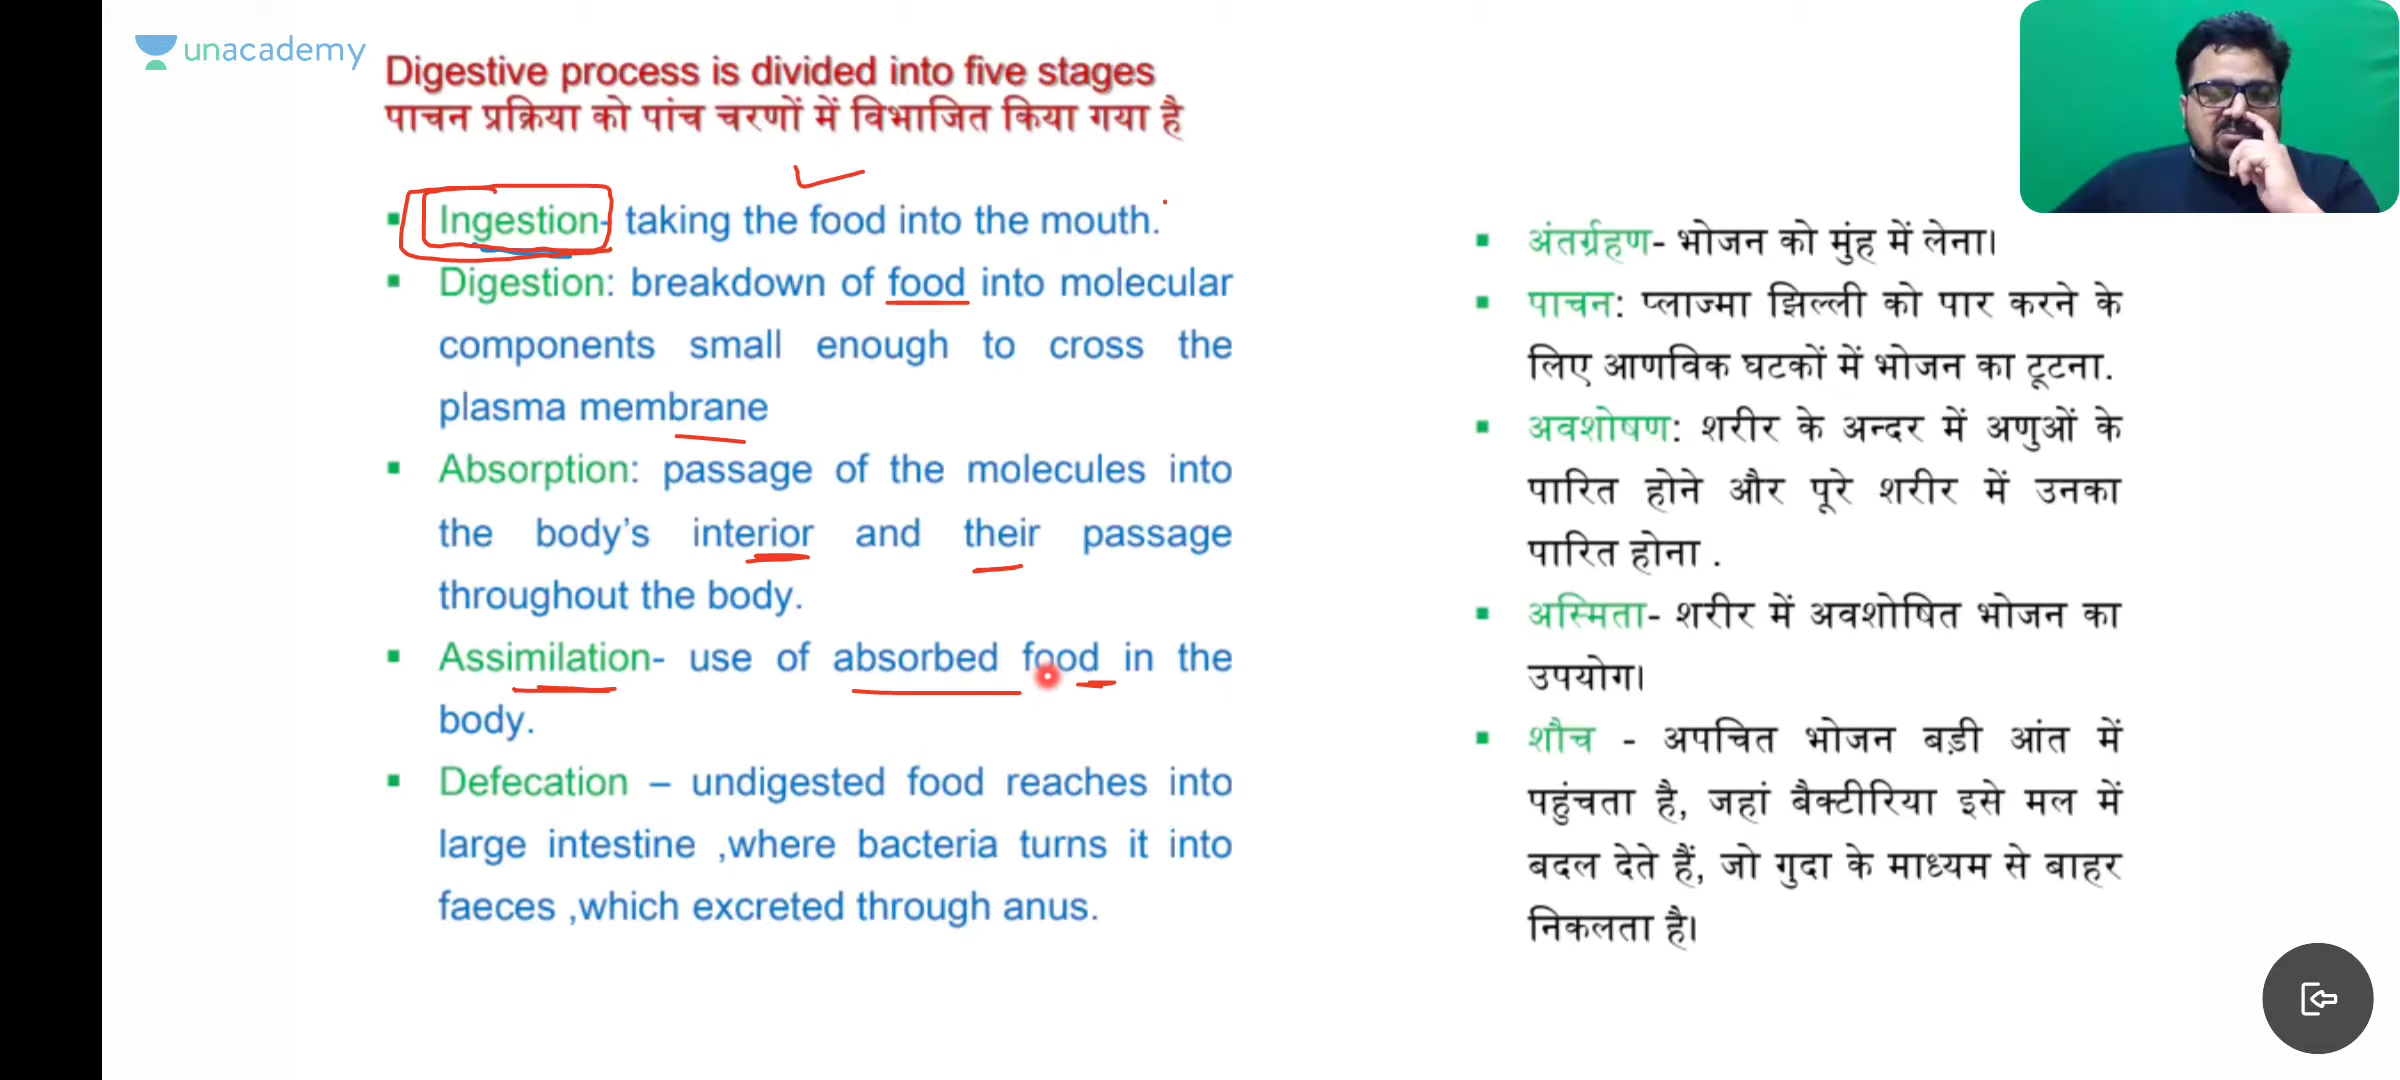 unacademy
Digestive process is divided into five stages
पाचन प्रक्रिया को पांच चरणों में विभाजित किया गया है
▪ Ingestion- taking the food into the mouth.
▪ Digestion: breakdown of food into molecular
components small enough to cross the
plasma membrane
▪ Absorption: passage of the molecules into
the body's interior and their passage
throughout the body.
▪ Assimilation- use of absorbed food in the
body.
▪ Defecation – undigested food reaches into
large intestine ,where bacteria turns it into
faeces ,which excreted through anus.
▪ अंतर्ग्रहण- भोजन को मुंह में लेना।
▪ पाचन: प्लाज्मा झिल्ली को पार करने के
लिए आणविक घटकों में भोजन का टूटना.
▪ अवशोषण: शरीर के अन्दर में अणुओं के
पारित होने और पूरे शरीर में उनका
पारित होना .
▪ अस्मिता- शरीर में अवशोषित भोजन का
उपयोग।
▪ शौच - अपचित भोजन बड़ी आंत में
पहुंचता है, जहां बैक्टीरिया इसे मल में
बदल देते हैं, जो गुदा के माध्यम से बाहर
निकलता है।